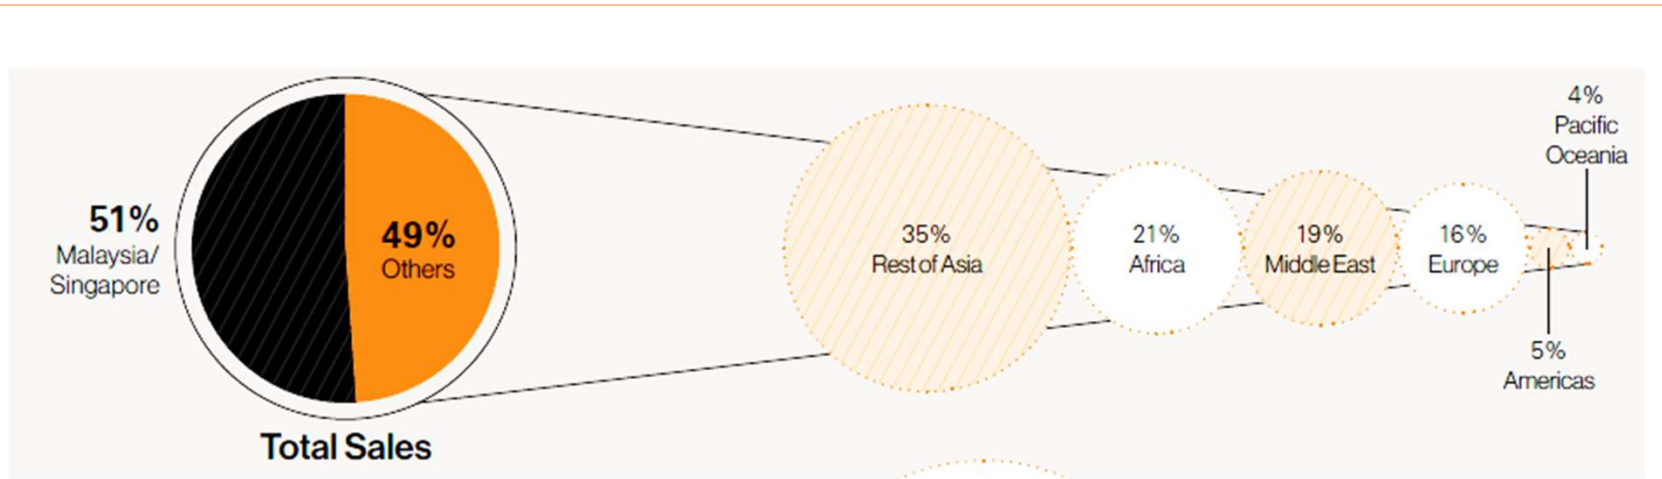 51%
Malaysia/
Singapore
49%
Others
Total Sales
35%
Rest of Asia
21%
Africa
19%
Middle East
16%
Europe
5%
Americas
4%
Pacific
Oceania